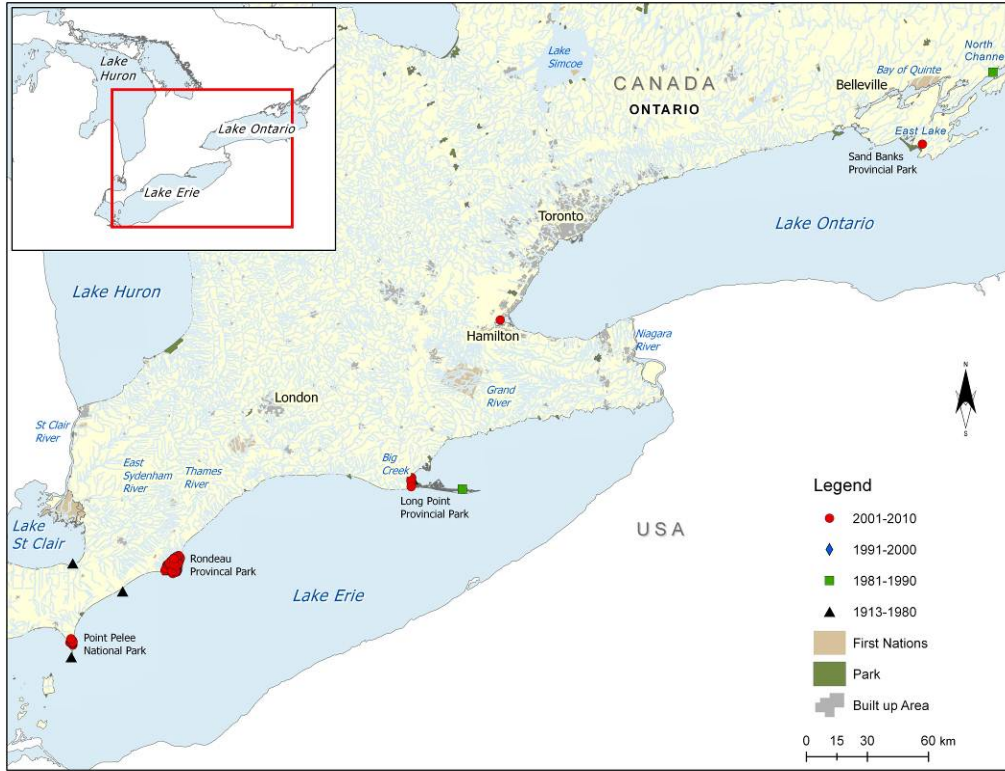 Lake
Huron
Lake Ontario
Lake Erie
Lake
Simcoe
CANADA
ONTARIO
North
Channe
Bay of Quinte
Belleville
East Lake
Sand Banks
Provincial Park
Toronto
Lake Ontario
Lake Huron
Hamilton
Niagara
River
Grand
River
London
N
S
St Clair
River
East
Sydenham
River
Thames
River
Big
Creek
Long Point
Provincial Park
USA
Lake
St Clair
Rondeau
Provincal Park
Lake Erie
Point Pelee
National Park
Legend
2001-2010
1991-2000
1981-1990
1913-1980
First Nations
Park
Built up Area
0 15 30 60 km